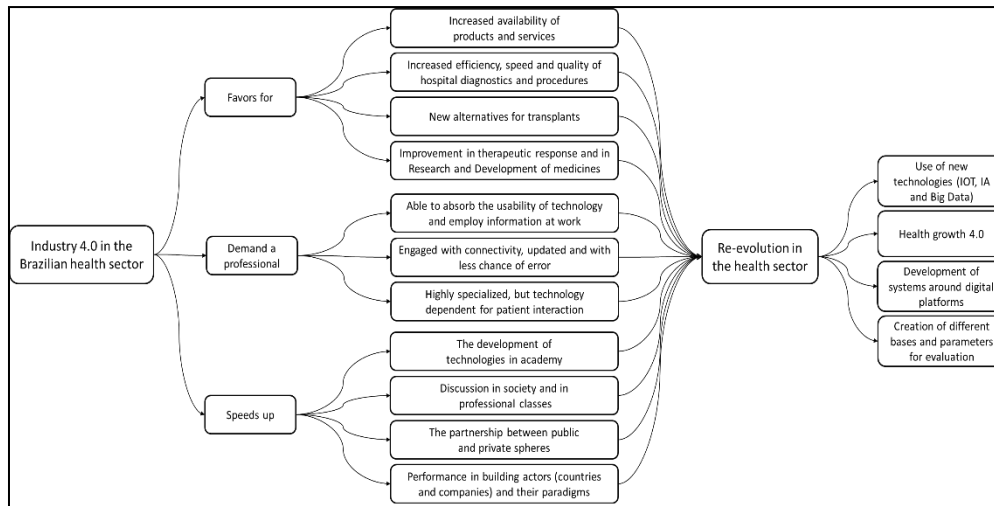 Industry 4.0 in the
Brazilian health sector
Favors for
Demand a
professional
Speeds up
Increased availability of
products and services
Increased efficiency, speed and quality of
hospital diagnostics and procedures
New alternatives for transplants
Improvement in therapeutic response and in
Research and Development of medicines
Able to absorb the usability of technology
and employ information at work
Engaged with connectivity, updated and with
less chance of error
Highly specialized, but technology
dependent for patient interaction
The development of
technologies in academy
Discussion in society and in
professional classes
The partnership between public
and private spheres
Performance in building actors (countries
and companies) and their paradigms
Re-evolution in
the health sector
Use of new
technologies (IOT, IA
and Big Data)
Health growth 4.0
Development of
systems around digital
platforms
Creation of different
bases and parameters
for evaluation